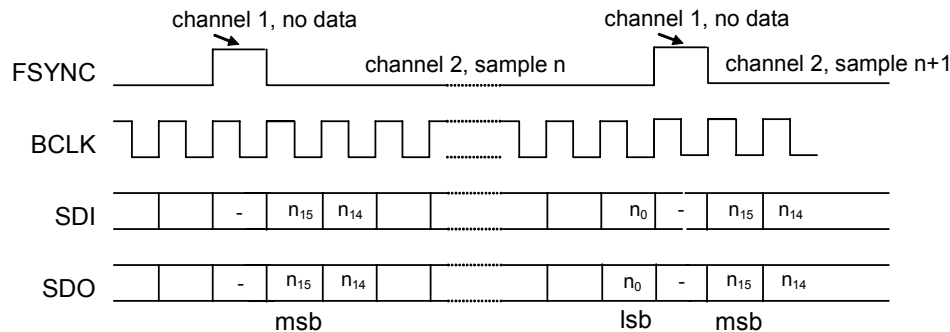 channel 1, no data channel 1, no data
FSYNC channel 2, sample n channel 2, sample n+1
BCLK
SDI - n₁₅ n₁₄ n₀ - n₁₅ n₁₄
SDO - n₁₅ n₁₄ n₀ - n₁₅ n₁₄
msb lsb msb